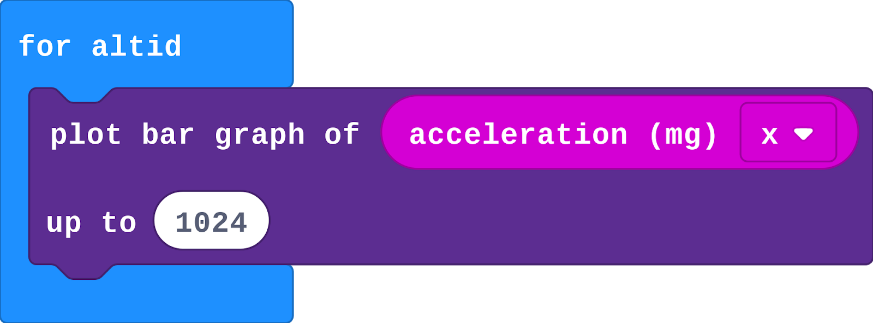 for altid
plot bar graph of acceleration (mg) x
up to 1024